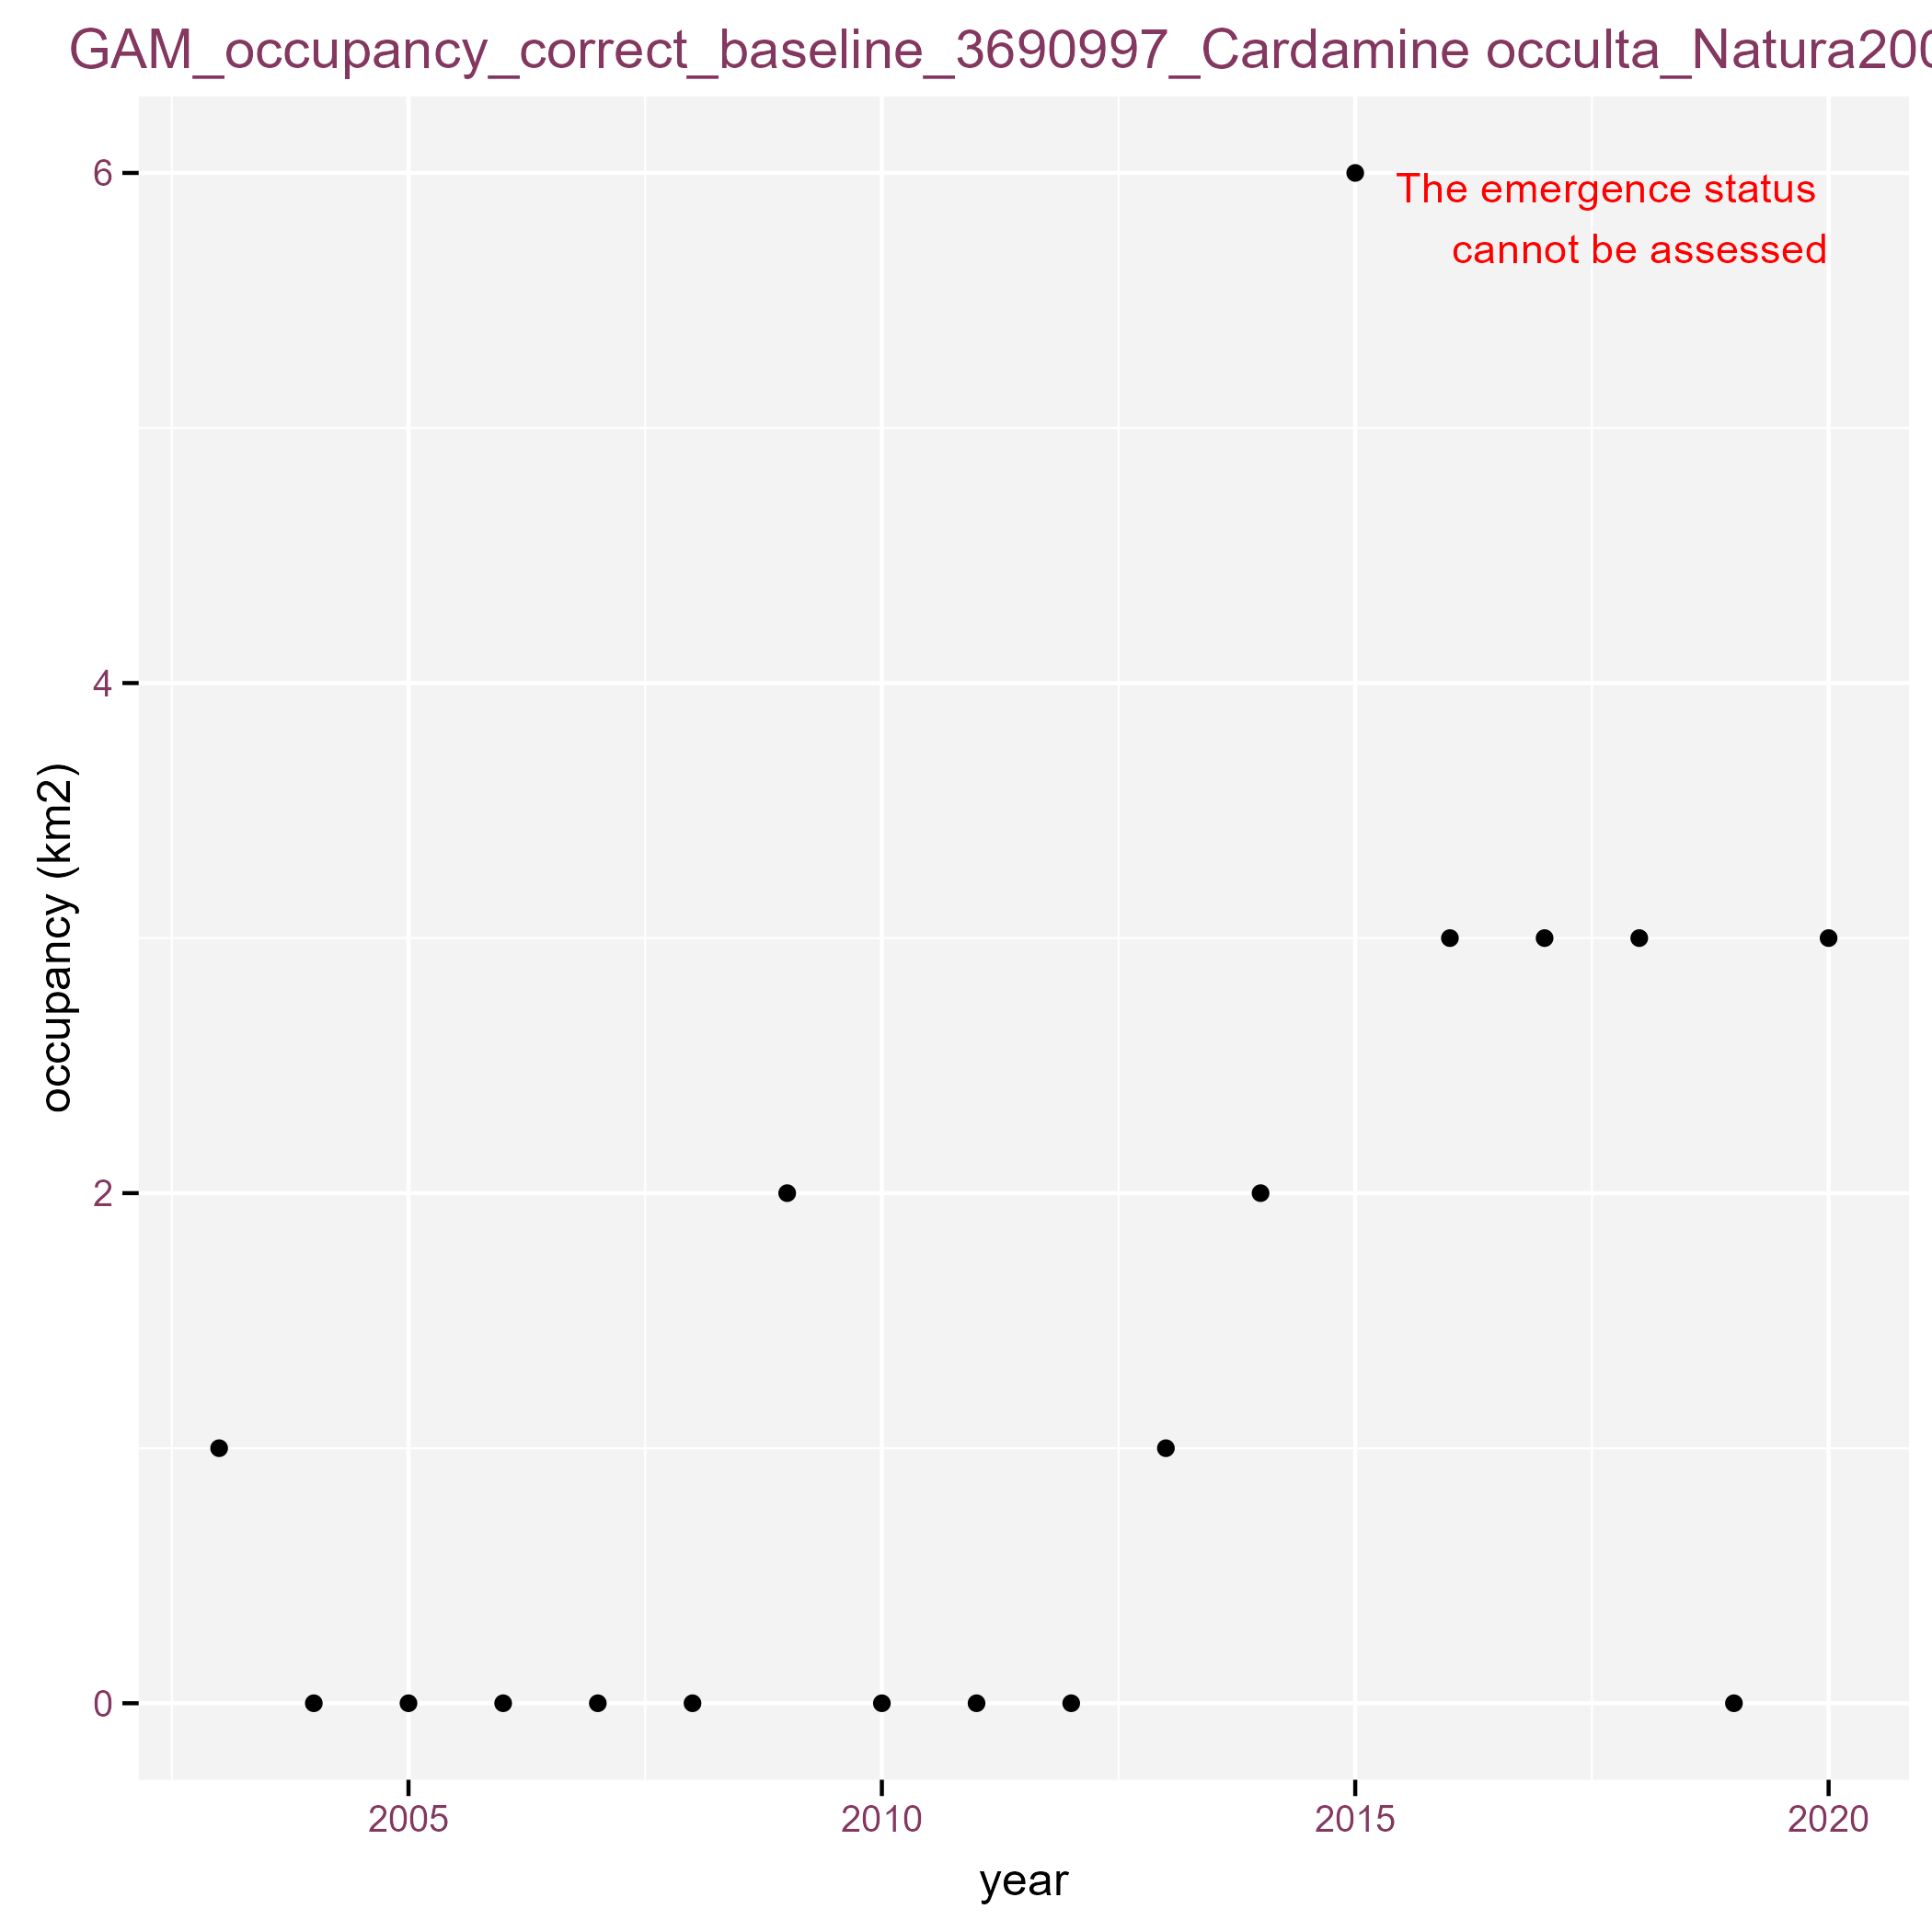 GAM_occupancy_correct_baseline_3690997_Cardamine occulta_Natura200
The emergence status
cannot be assessed
6
4
2
0
occupancy (km2)
2005 2010 2015 2020
year